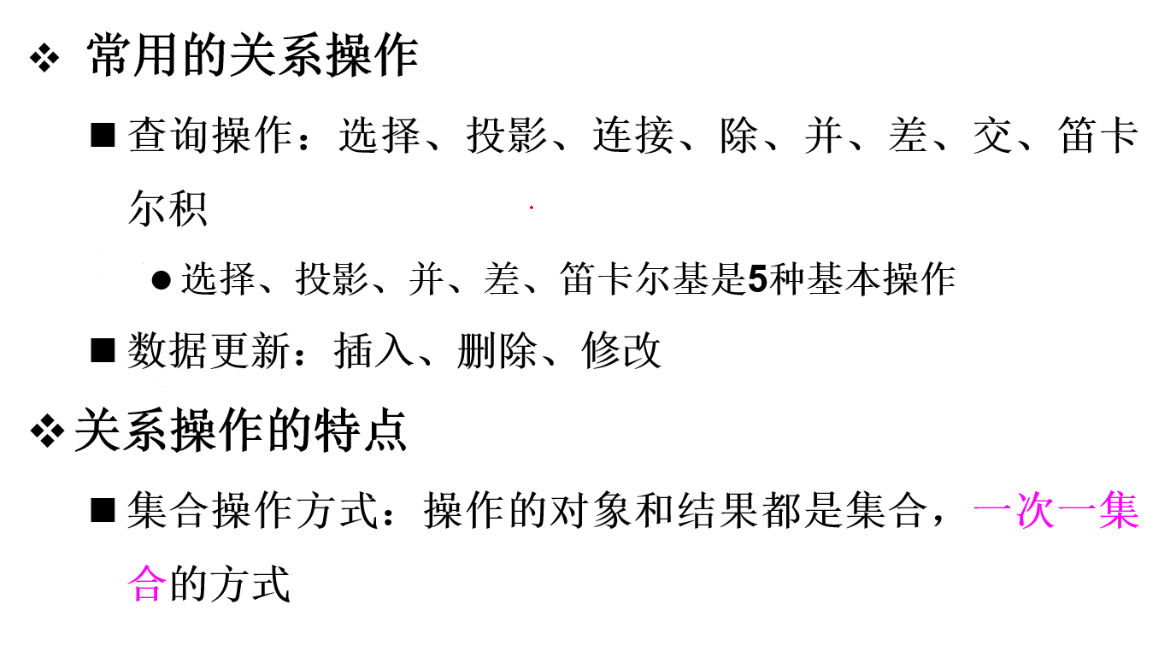 ❖ 常用的关系操作
■ 查询操作：选择、投影、连接、除、并、差、交、笛卡
尔积
● 选择、投影、并、差、笛卡尔基是5种基本操作
■ 数据更新：插入、删除、修改
❖ 关系操作的特点
■ 集合操作方式：操作的对象和结果都是集合，一次一集
合的方式